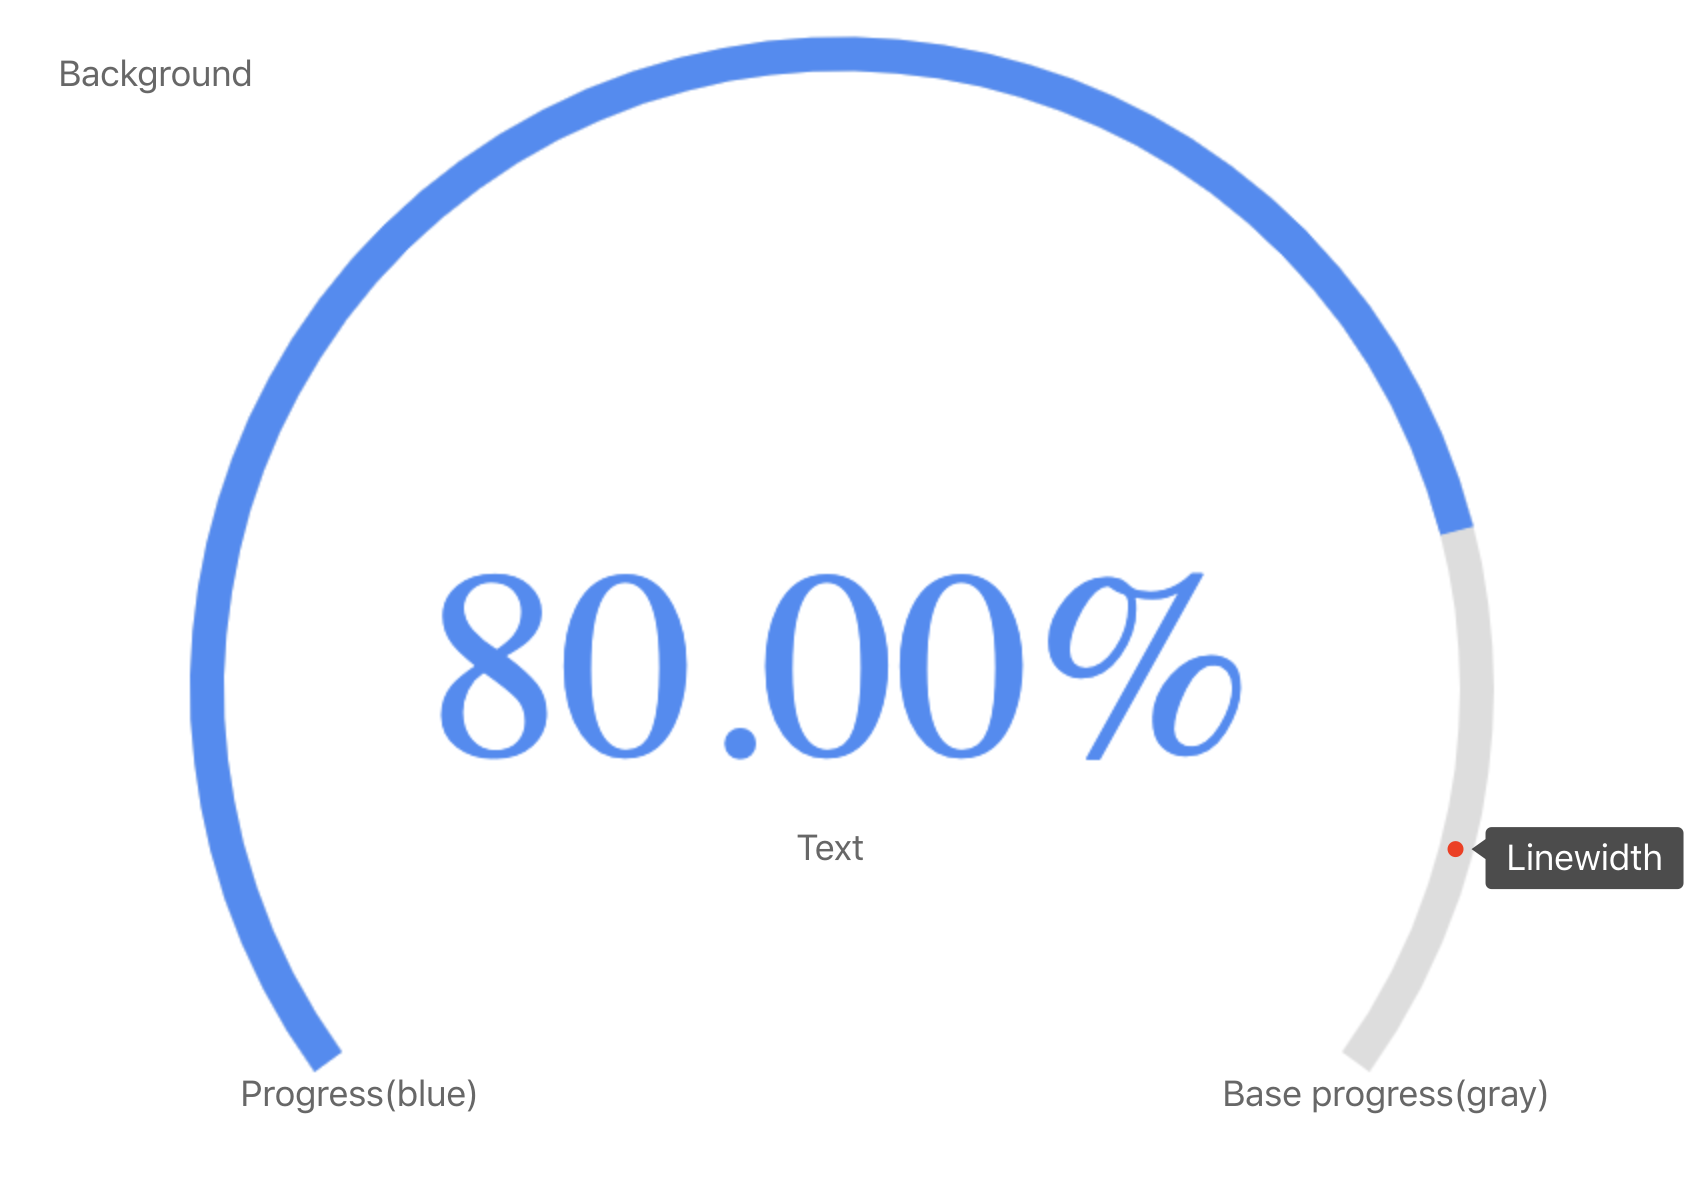 Background
80.00%
Text
Linewidth
Progress(blue)
Base progress(gray)